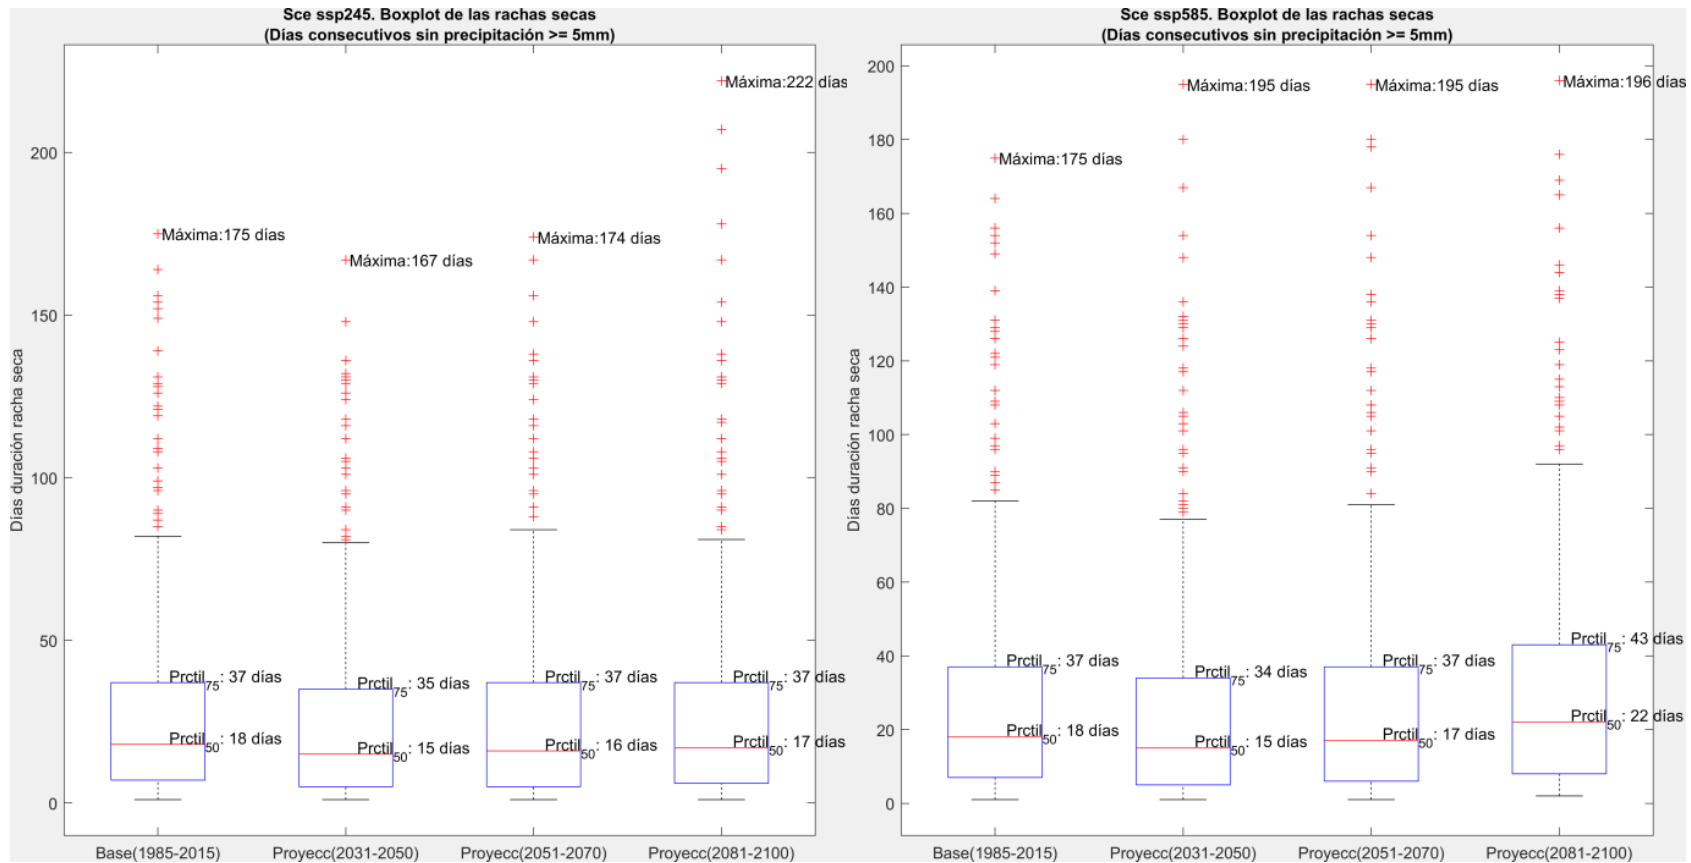 Sce ssp245. Boxplot de las rachas secas
(Días consecutivos sin precipitación >= 5mm)
Días duración racha seca
200
150
100
50
0
Máxima:175 días
Máxima:167 días
Máxima:174 días
Máxima:222 días
Prctil75: 37 días
Prctil75: 35 días
Prctil75: 37 días
Prctil75: 37 días
Prctil50: 18 días
Prctil50: 15 días
Prctil50: 16 días
Prctil50: 17 días
Base(1985-2015)
Proyecc(2031-2050)
Proyecc(2051-2070)
Proyecc(2081-2100)
Sce ssp585. Boxplot de las rachas secas
(Días consecutivos sin precipitación >= 5mm)
Días duración racha seca
200
180
160
140
120
100
80
60
40
20
0
Máxima:175 días
Máxima:195 días
Máxima:195 días
Máxima:196 días
Prctil75: 37 días
Prctil75: 34 días
Prctil75: 37 días
Prctil75: 43 días
Prctil50: 18 días
Prctil50: 15 días
Prctil50: 17 días
Prctil50: 22 días
Base(1985-2015)
Proyecc(2031-2050)
Proyecc(2051-2070)
Proyecc(2081-2100)